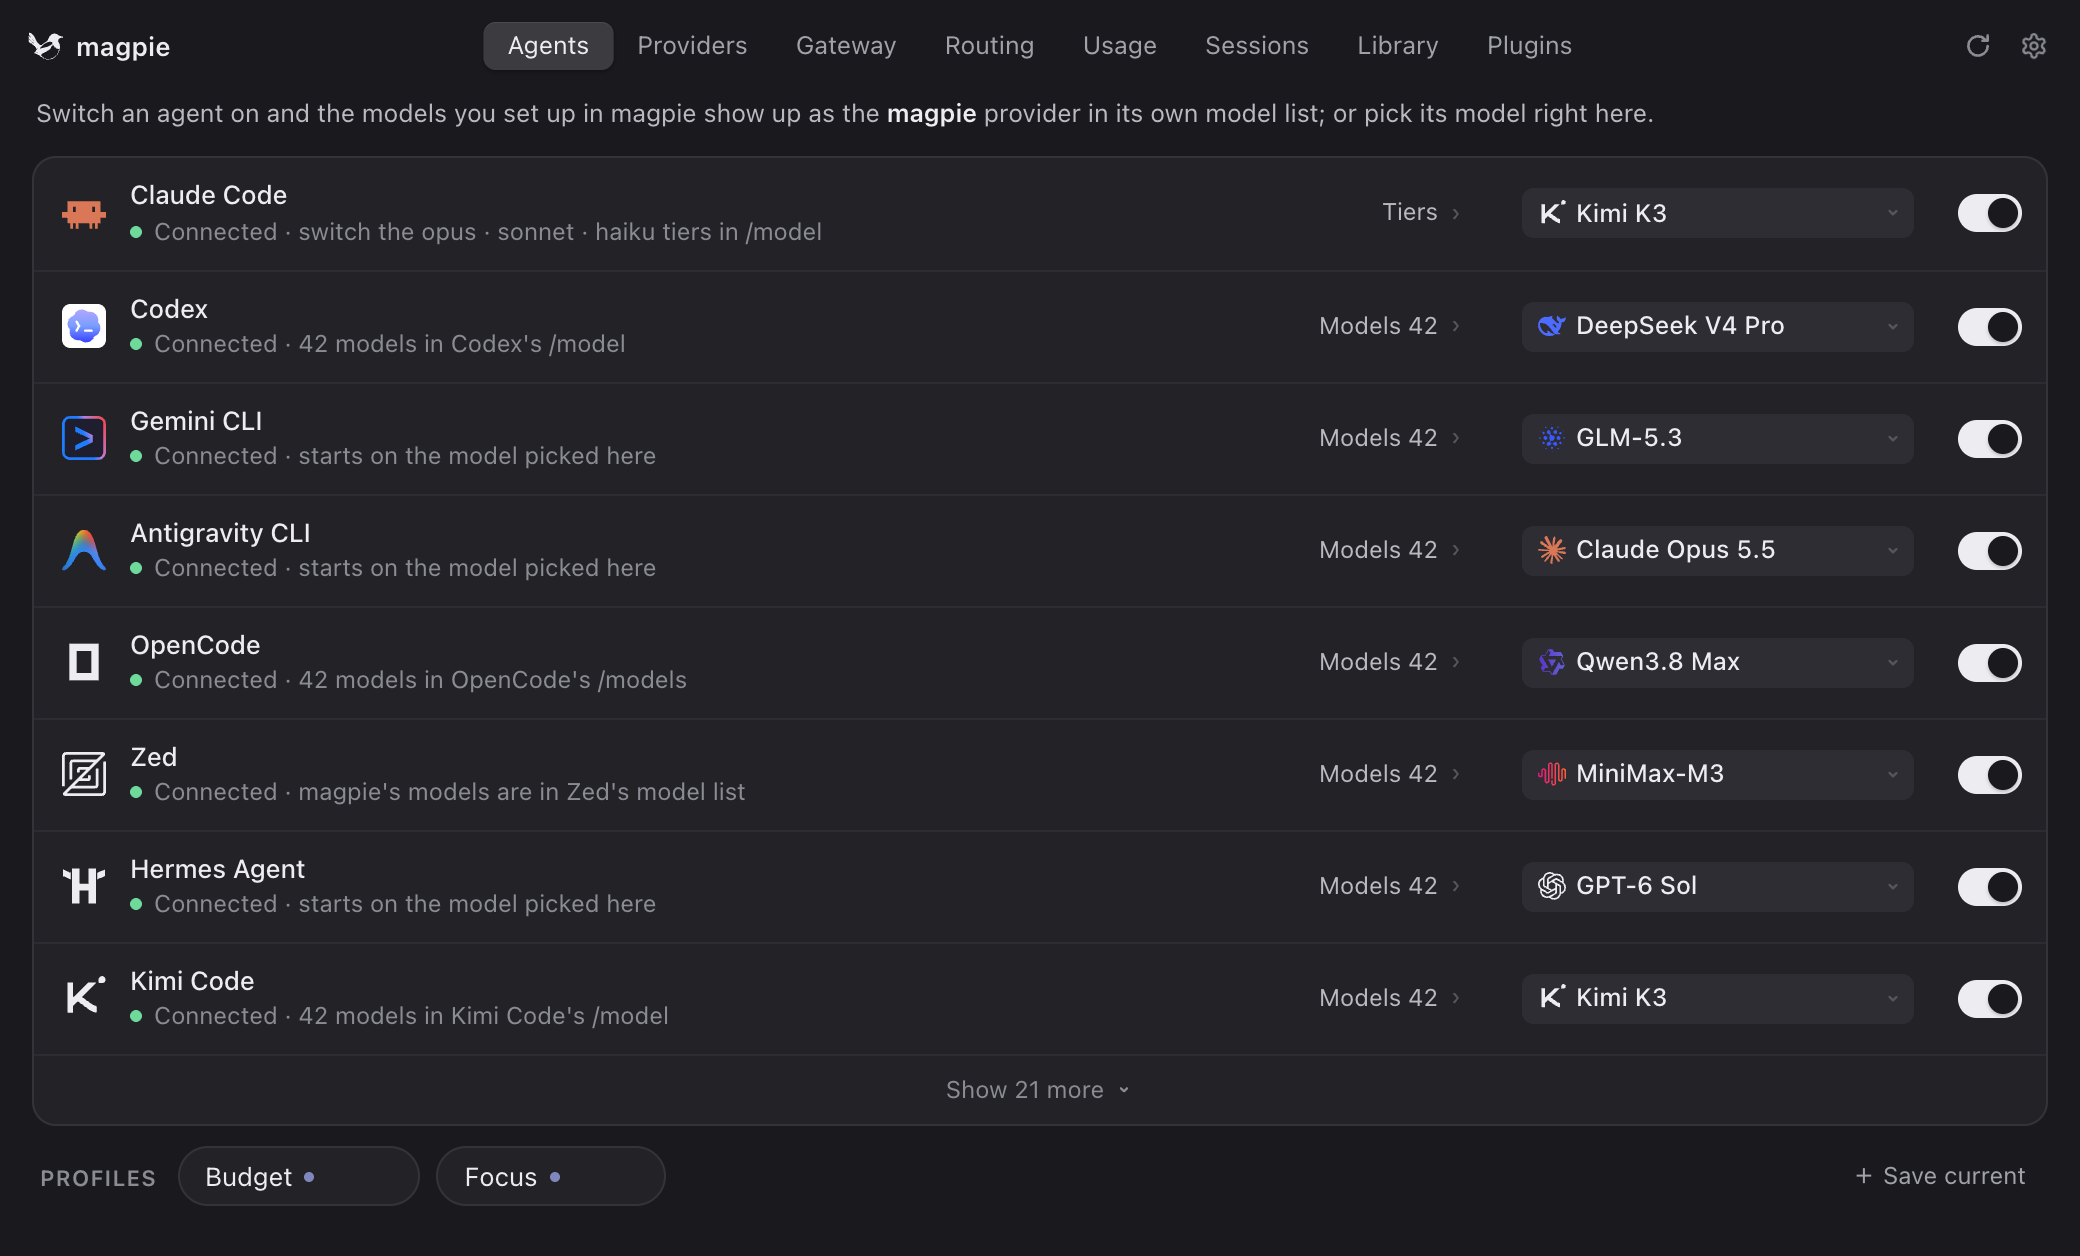 magpie
Agents Providers Gateway Routing Usage Sessions Library Plugins
Switch an agent on and the models you set up in magpie show up as the magpie provider in its own model list; or pick its model right here.
Claude Code
Connected · switch the opus · sonnet · haiku tiers in /model
Tiers
Kimi K3
Codex
Connected · 42 models in Codex's /model
Models 42
DeepSeek V4 Pro
Gemini CLI
Connected · starts on the model picked here
Models 42
GLM-5.3
Antigravity CLI
Connected · starts on the model picked here
Models 42
Claude Opus 5.5
OpenCode
Connected · 42 models in OpenCode's /models
Models 42
Qwen3.8 Max
Zed
Connected · magpie's models are in Zed's model list
Models 42
MiniMax-M3
Hermes Agent
Connected · starts on the model picked here
Models 42
GPT-6 Sol
Kimi Code
Connected · 42 models in Kimi Code's /model
Models 42
Kimi K3
Show 21 more
PROFILES
Budget
Focus
+ Save current